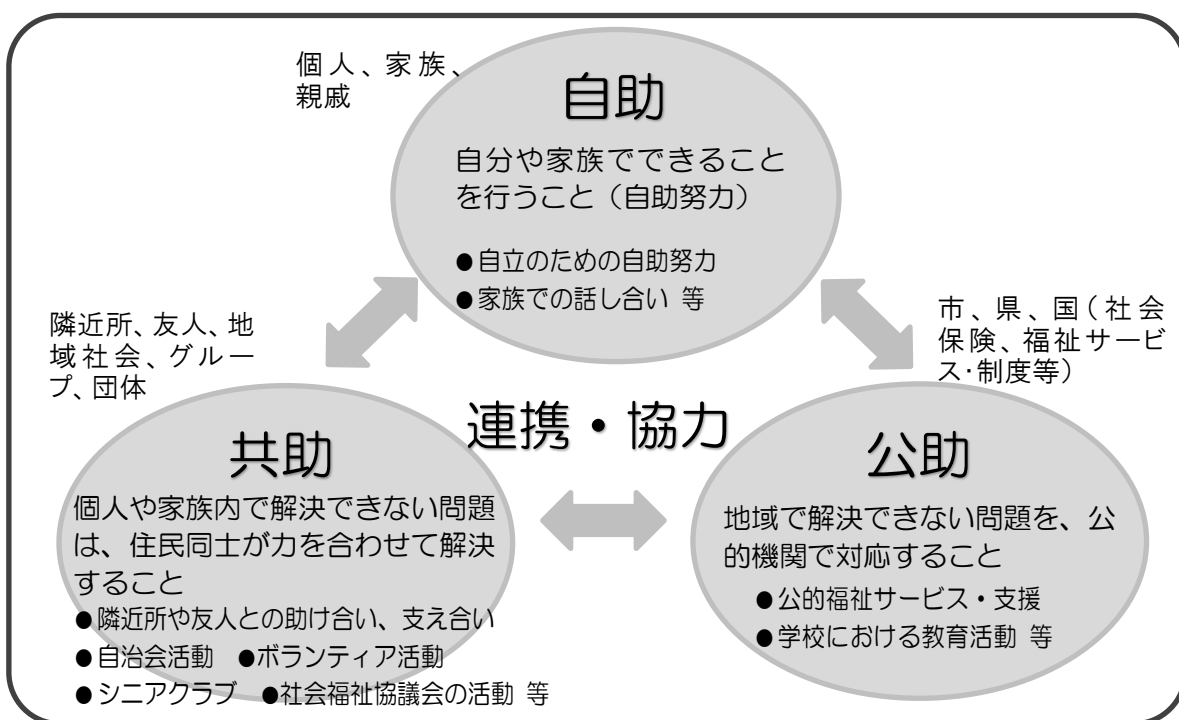 個人、家族、
親戚
自助
自分や家族でできること
を行うこと（自助努力）
●自立のための自助努力
●家族での話し合い 等
隣近所、友人、地
域社会、グルー
プ、団体
市、県、国（社会
保険、福祉サービ
ス・制度等）
連携・協力
共助
個人や家族内で解決できない問題
は、住民同士が力を合わせて解決
すること
●隣近所や友人との助け合い、支え合い
●自治会活動 ●ボランティア活動
●シニアクラブ ●社会福祉協議会の活動 等
公助
地域で解決できない問題を、公
的機関で対応すること
●公的福祉サービス・支援
●学校における教育活動 等